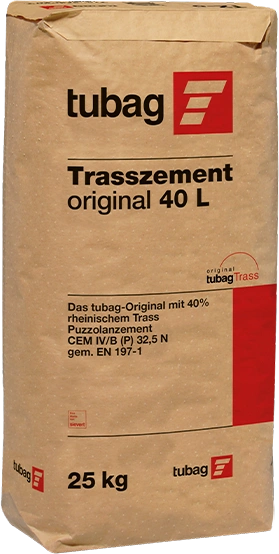 tubag
Trasszement
original 40 L
original
tubagTrass
Das tubag-Original mit 40%
rheinischem Trass
Puzzolanzement
CEM IV/B (P) 32,5 N
gem. EN 197-1
sievert
25 kg
tubag